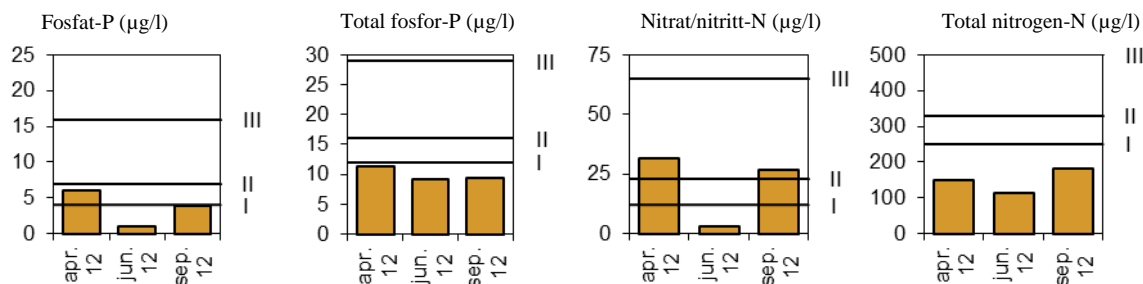 Fosfat-P (µg/l)
25
20
15
10
5
0
III
II
I
apr. 12
jun. 12
sep. 12
Total fosfor-P (µg/l)
30
25
20
15
10
5
0
III
II
I
apr. 12
jun. 12
sep. 12
Nitrat/nitritt-N (µg/l)
75
50
25
0
III
II
I
apr. 12
jun. 12
sep. 12
Total nitrogen-N (µg/l)
500
400
300
200
100
0
III
II
I
apr. 12
jun. 12
sep. 12